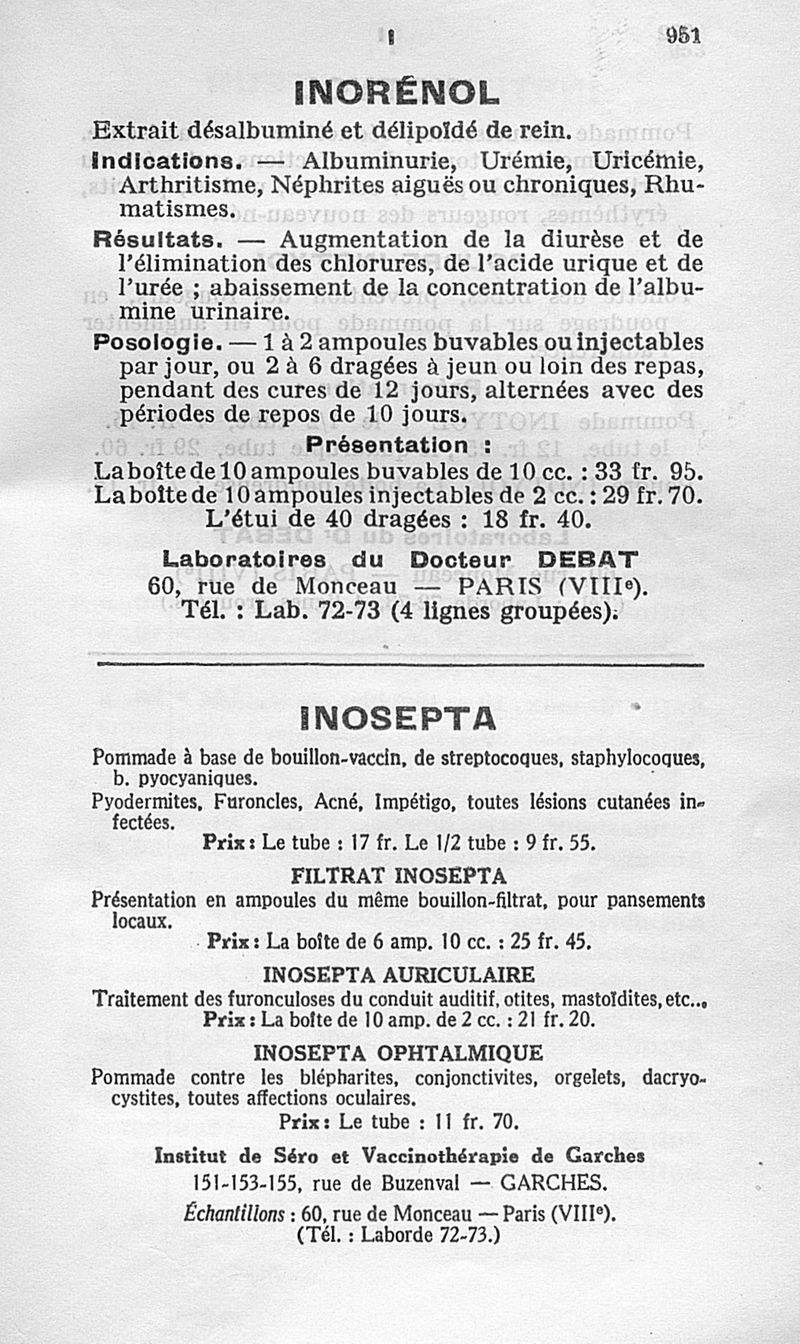 I
951
INORÉNOL
Extrait désalbuminé et délipoïdé de rein.
Indications. — Albuminurie, Urémie, Uricémie,
Arthritisme, Néphrites aiguës ou chroniques, Rhu-
matismes.
Résultats. — Augmentation de la diurèse et de
l'élimination des chlorures, de l'acide urique et de
l'urée ; abaissement de la concentration de l'albu-
mine urinaire.
Posologie. — 1 à 2 ampoules buvables ou injectables
par jour, ou 2 à 6 dragées à jeun ou loin des repas,
pendant des cures de 12 jours, alternées avec des
périodes de repos de 10 jours.
Présentation :
La boîte de 10 ampoules buvables de 10 cc. : 33 fr. 95.
La boîte de 10 ampoules injectables de 2 cc. : 29 fr. 70.
L'étui de 40 dragées : 18 fr. 40.
Laboratoires du Docteur DEBAT
60, rue de Monceau — PARIS (VIIIe).
Tél. : Lab. 72-73 (4 lignes groupées).
INOSEPTA
Pommade à base de bouillon-vaccin, de streptocoques, staphylocoques,
b. pyocyaniques.
Pyodermites, Furoncles, Acné, Impétigo, toutes lésions cutanées in-
fectées.
Prix : Le tube : 17 fr. Le 1/2 tube : 9 fr. 55.
FILTRAT INOSEPTA
Présentation en ampoules du même bouillon-filtrat, pour pansements
locaux.
Prix : La boîte de 6 amp. 10 cc. : 25 fr. 45.
INOSEPTA AURICULAIRE
Traitement des furonculoses du conduit auditif, otites, mastoïdites, etc...
Prix : La boîte de 10 amp. de 2 cc. : 21 fr. 20.
INOSEPTA OPHTALMIQUE
Pommade contre les blépharites, conjonctivites, orgelets, dacryo-
cystites, toutes affections oculaires.
Prix : Le tube : 11 fr. 70.
Institut de Séro et Vaccinothérapie de Garches
151-153-155, rue de Buzenval — GARCHES.
Échantillons : 60, rue de Monceau — Paris (VIIIe).
(Tél. : Laborde 72-73.)